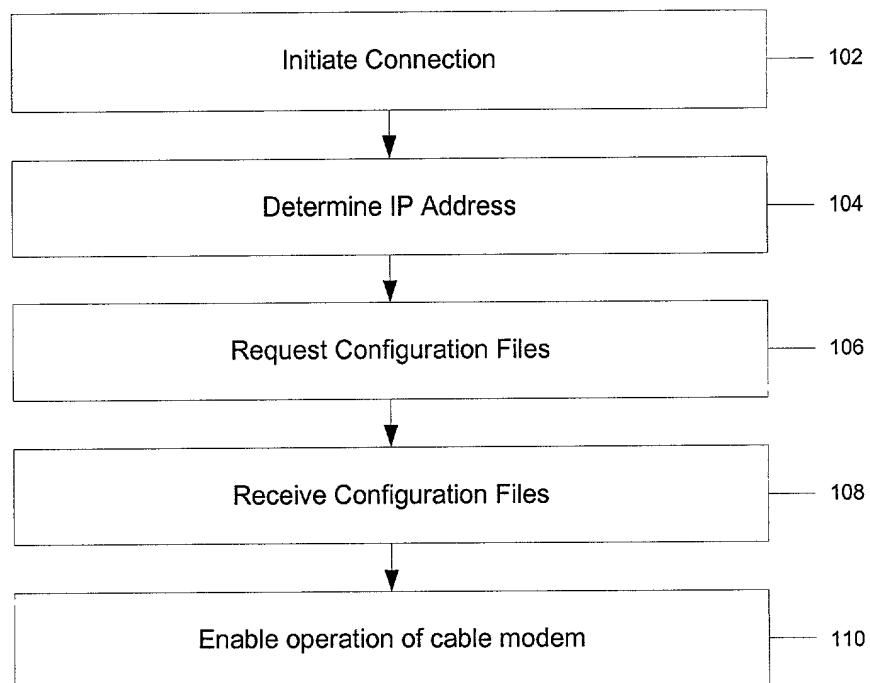 Initiate Connection 102
Determine IP Address 104
Request Configuration Files 106
Receive Configuration Files 108
Enable operation of cable modem 110